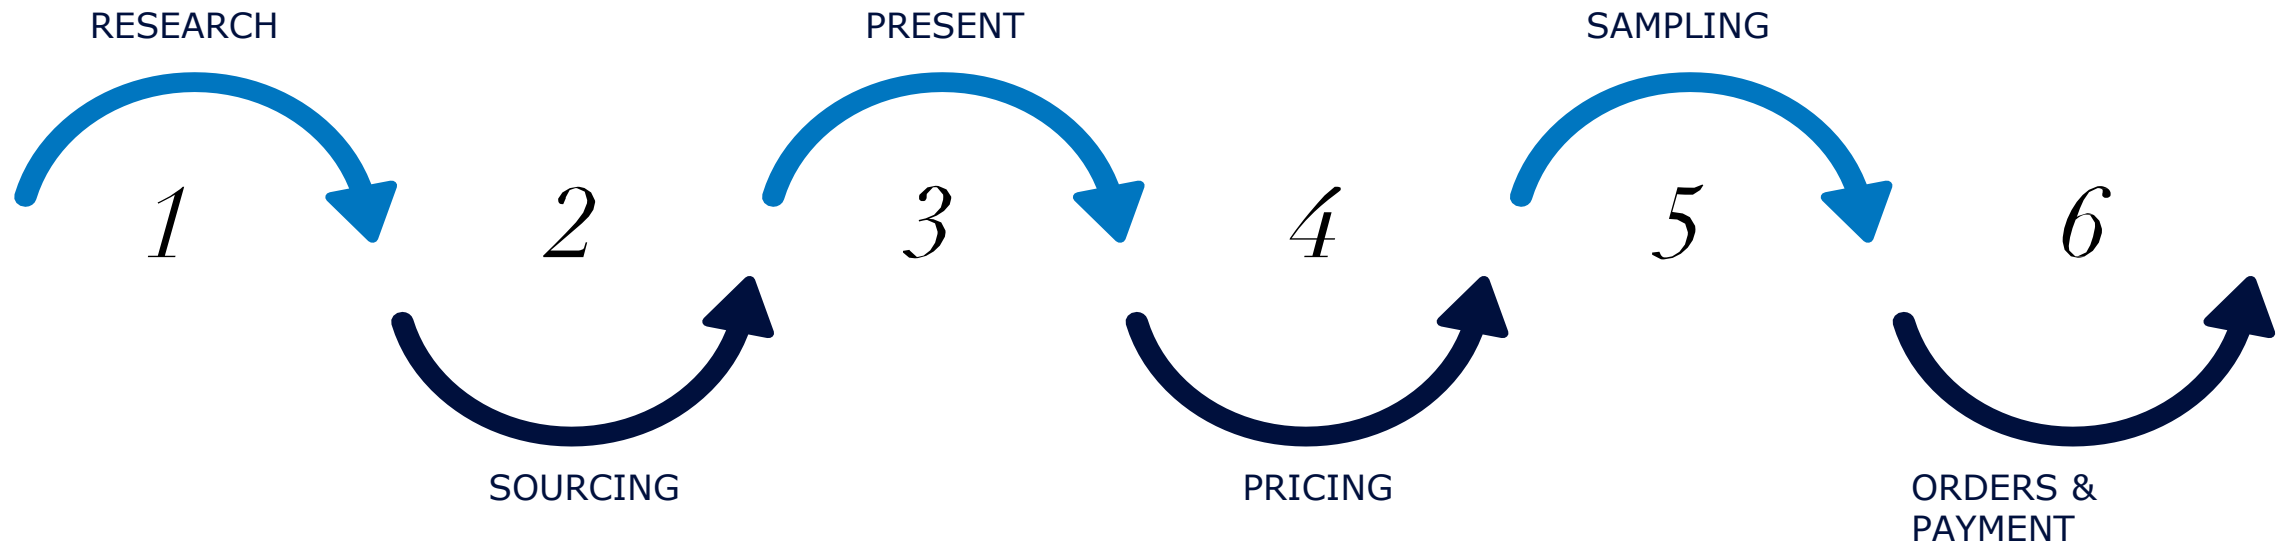 RESEARCH
PRESENT
SAMPLING
1
2
3
4
5
6
SOURCING
PRICING
ORDERS &
PAYMENT